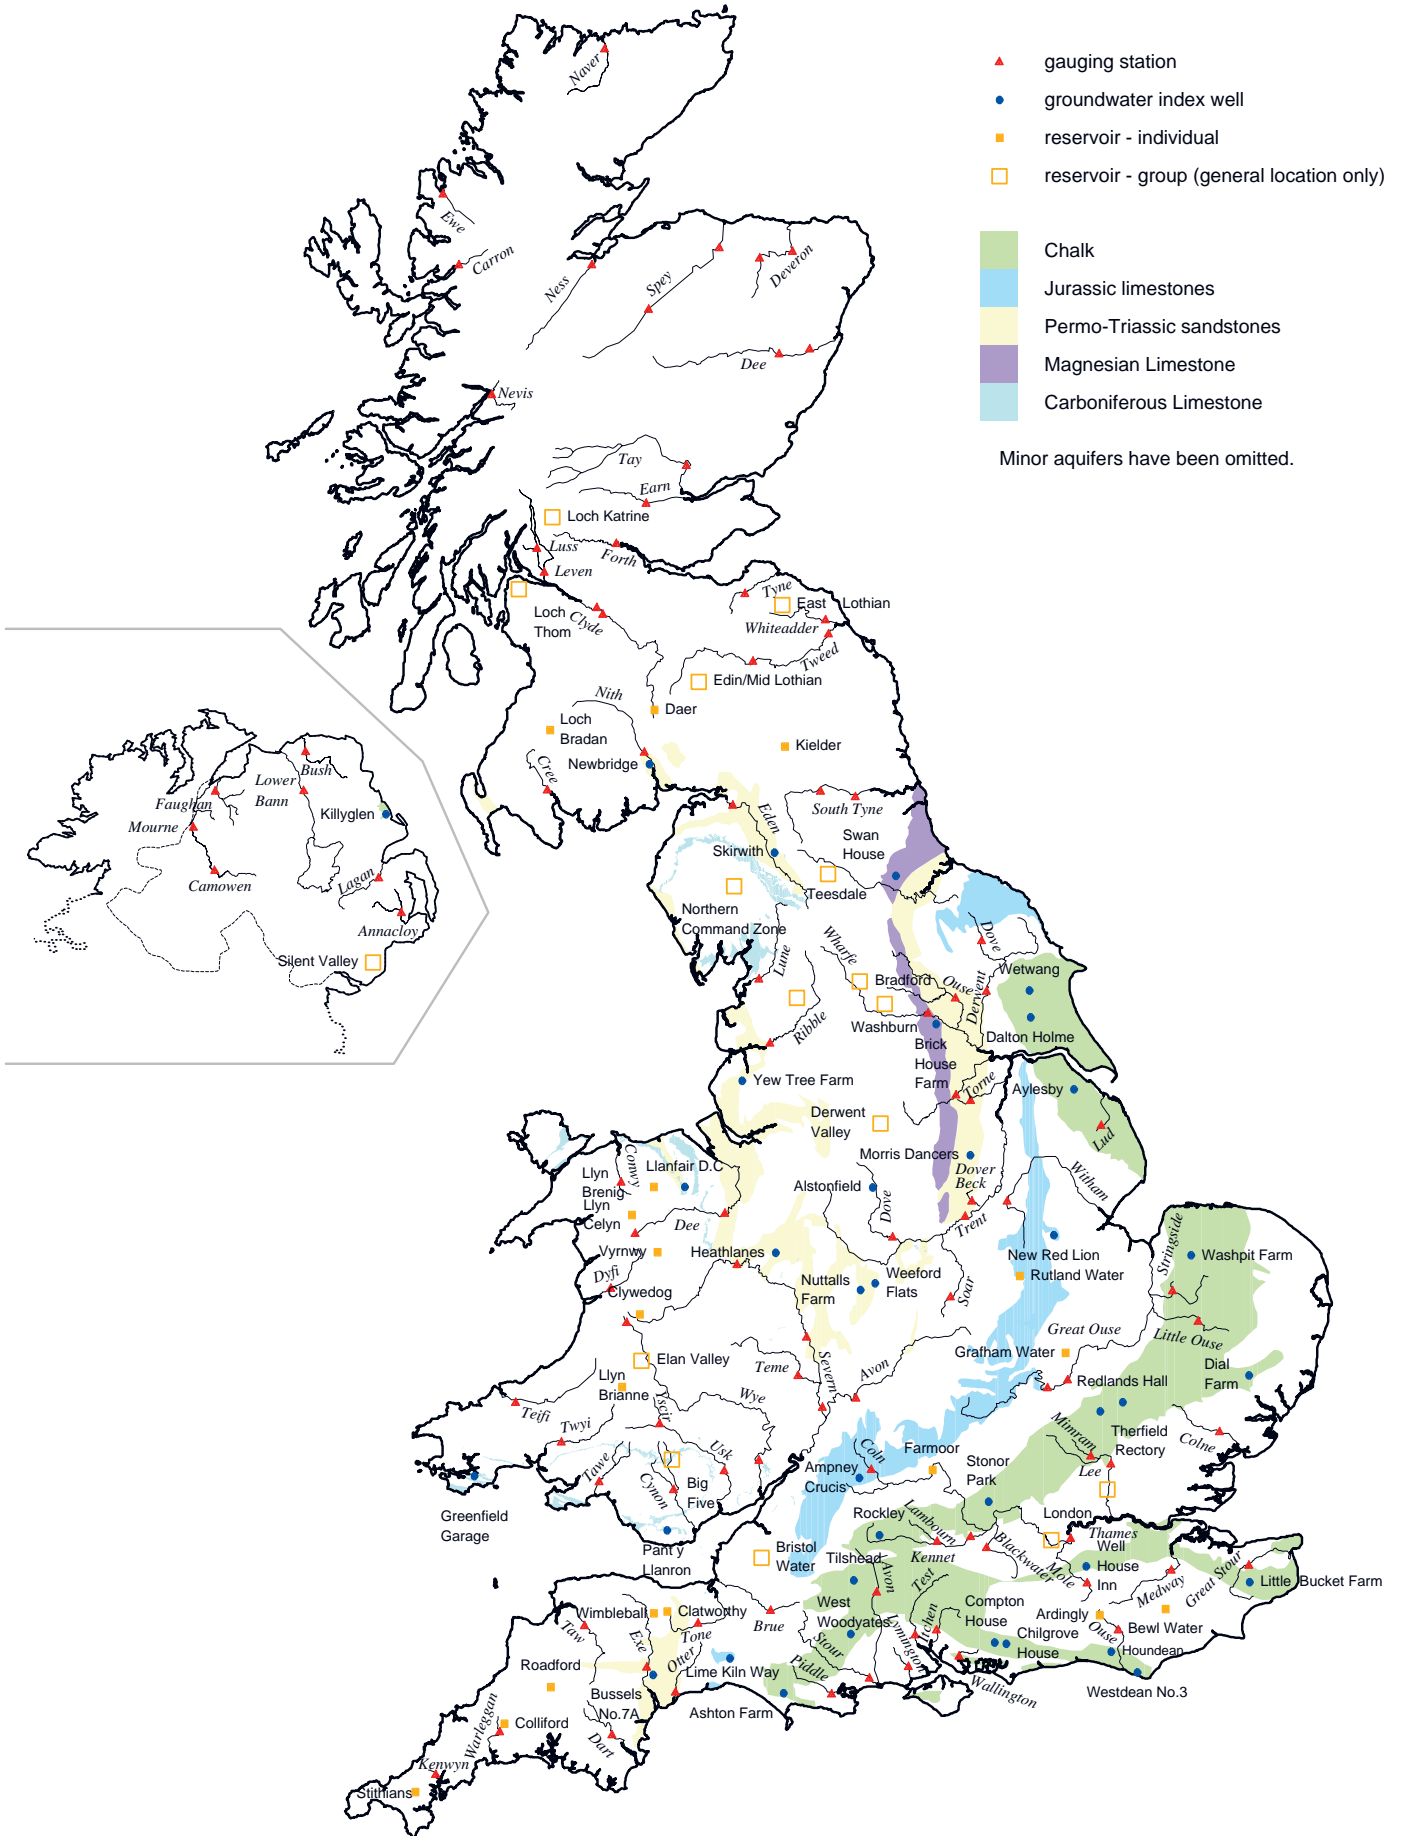 gauging station
groundwater index well
reservoir - individual
reservoir - group (general location only)
Chalk
Jurassic limestones
Permo-Triassic sandstones
Magnesian Limestone
Carboniferous Limestone
Minor aquifers have been omitted.
Naver
Ewe
Carron
Ness
Spey
Deveron
Dee
Nevis
Tay
Earn
Loch Katrine
Luss
Forth
Leven
Loch
Thom
Clyde
Tyne
East Lothian
Whiteadder
Tweed
Edin/Mid Lothian
Nith
Daer
Loch
Bradan
Kielder
Newbridge
Cree
Bush
Lower
Bann
Faughan
Killyglen
Mourne
Camowen
Lagan
Annacloy
Silent Valley
South Tyne
Eden
Swan
House
Skirwith
Teesdale
Northern
Command Zone
Lune
Wharfe
Dove
Wetwang
Bradford
Ouse
Derwent
Washburn
Ribble
Dalton Holme
Brick
House
Farm
Yew Tree Farm
Torne
Aylesby
Derwent
Valley
Lud
Morris Dancers
Dover
Beck
Conwy
Llanfair D.C
Llyn
Brenig
Llyn
Celyn
Alstonfield
Dove
Witham
Dee
Trent
Vyrnwy
Heathlanes
New Red Lion
Stringside
Washpit Farm
Dyfi
Nuttalls
Farm
Weeford
Flats
Soar
Rutland Water
Clywedog
Great Ouse
Little Ouse
Elan Valley
Teme
Severn
Avon
Grafham Water
Dial
Farm
Llyn
Brianne
Yscir
Wye
Redlands Hall
Teifi
Twyi
Mimram
Therfield
Rectory
Colne
Tawe
Usk
Coln
Farmoor
Lee
Cynon
Big
Five
Ampney
Crucis
Stonor
Park
Greenfield
Garage
Rockley
Lambourn
London
Thames
Pant y
Llanron
Bristol
Water
Tilshead
Kennet
Blackwater
Well
House
Inn
Mole
Avon
Test
Medway
Great Stour
Little Bucket Farm
Wimbleball
Clatworthy
West
Woodyates
Compton
House
Ardingly
Taw
Exe
Tone
Brue
Itchen
Chilgrove
House
Ouse
Bewl Water
Stour
Lymington
Houndean
Roadford
Otter
Lime Kiln Way
Piddle
Wallington
Westdean No.3
Bussels
No.7A
Ashton Farm
Warleggan
Colliford
Dart
Kenwyn
Stithians